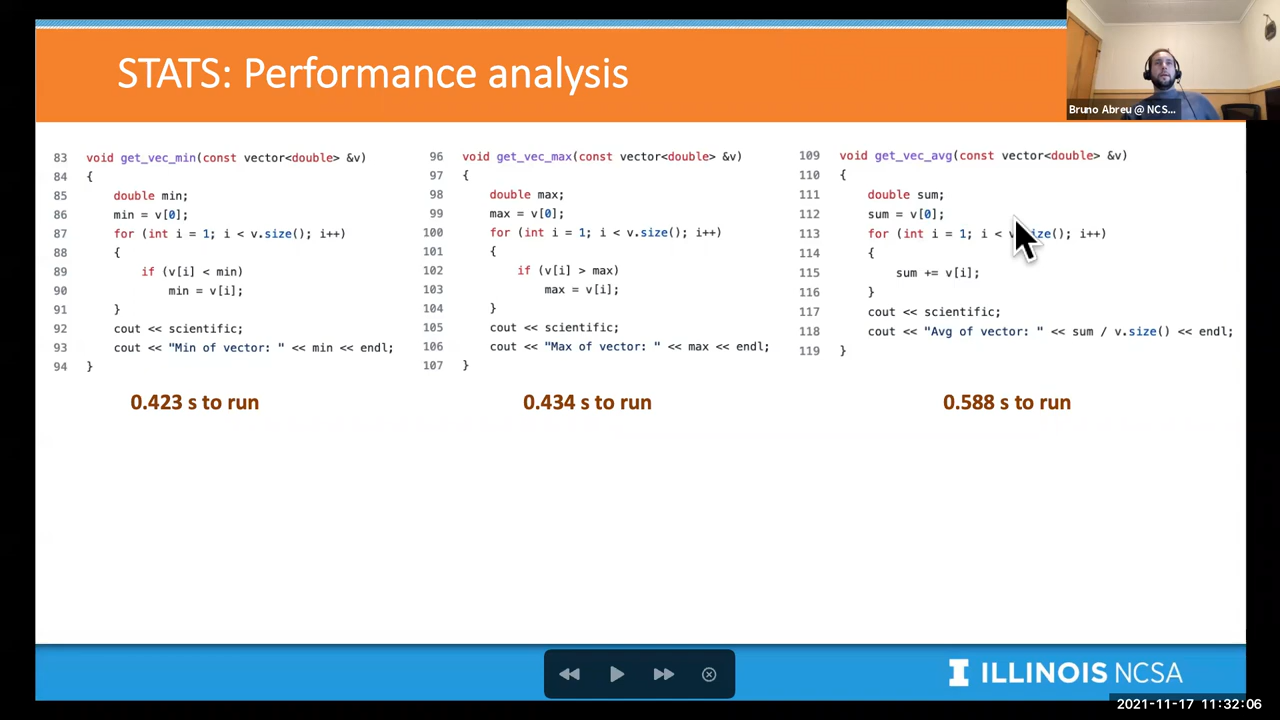 STATS: Performance analysis
Bruno Abreu @ NCS...
83 void get_vec_min(const vector<double> &v)
84 {
85 double min;
86 min = v[0];
87 for (int i = 1; i < v.size(); i++)
88 {
89 if (v[i] < min)
90 min = v[i];
91 }
92 cout << scientific;
93 cout << "Min of vector: " << min << endl;
94 }
0.423 s to run
96 void get_vec_max(const vector<double> &v)
97 {
98 double max;
99 max = v[0];
100 for (int i = 1; i < v.size(); i++)
101 {
102 if (v[i] > max)
103 max = v[i];
104 }
105 cout << scientific;
106 cout << "Max of vector: " << max << endl;
107 }
0.434 s to run
109 void get_vec_avg(const vector<double> &v)
110 {
111 double sum;
112 sum = v[0];
113 for (int i = 1; i < v.size(); i++)
114 {
115 sum += v[i];
116 }
117 cout << scientific;
118 cout << "Avg of vector: " << sum / v.size() << endl;
119 }
0.588 s to run
ILLINOIS NCSA
2021-11-17 11:32:06